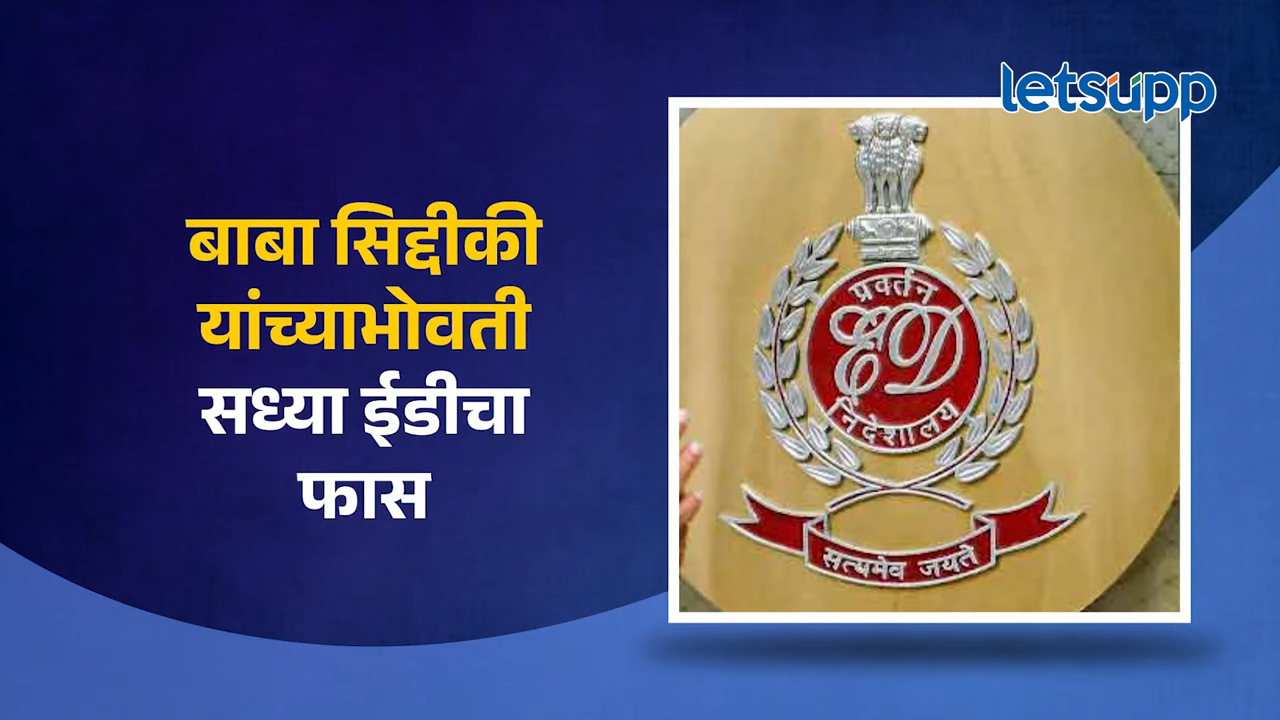 letsupp
बाबा सिद्दीकी
यांच्याभोवती
सध्या ईडीचा
फास
प्रवर्तन
ED
निदेशालय
सत्यमेव जयते